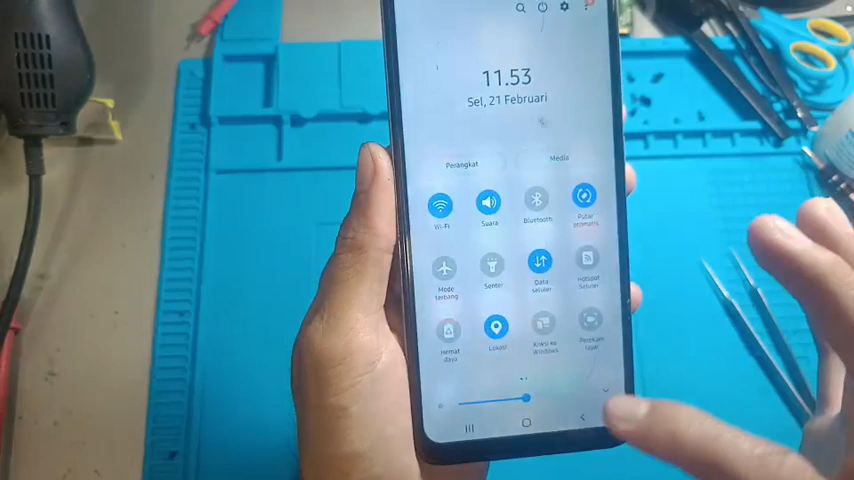 11.53
Sel, 21 Februari
Perangkat
Media
Wi-Fi
Suara
Bluetooth
Putar
otomatis
Mode
terbang
Senter
Data
seluler
Hotspot
Seluler
Hemat
daya
Lokasi
Koneksi ke
Windows
Perekam
layar